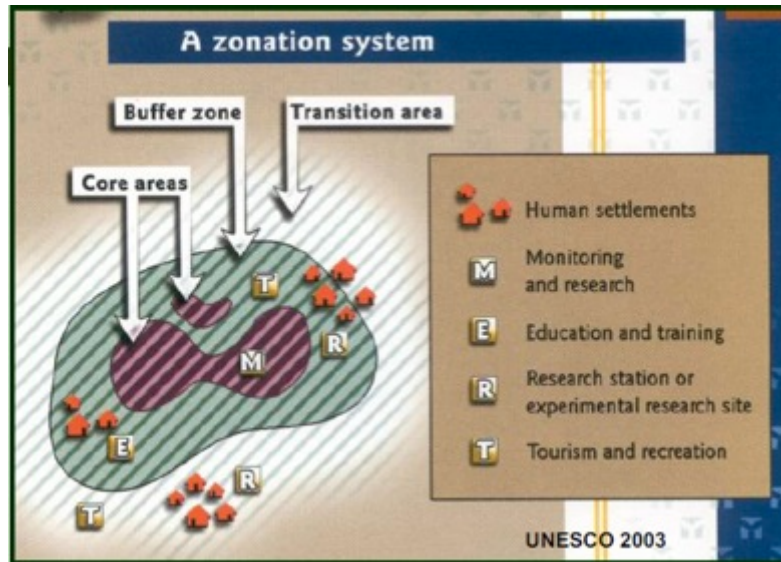 A zonation system
Buffer zone
Transition area
Core areas
T
R
M
E
R
T
Human settlements
M
Monitoring
and research
E
Education and training
R
Research station or
experimental research site
T
Tourism and recreation
UNESCO 2003